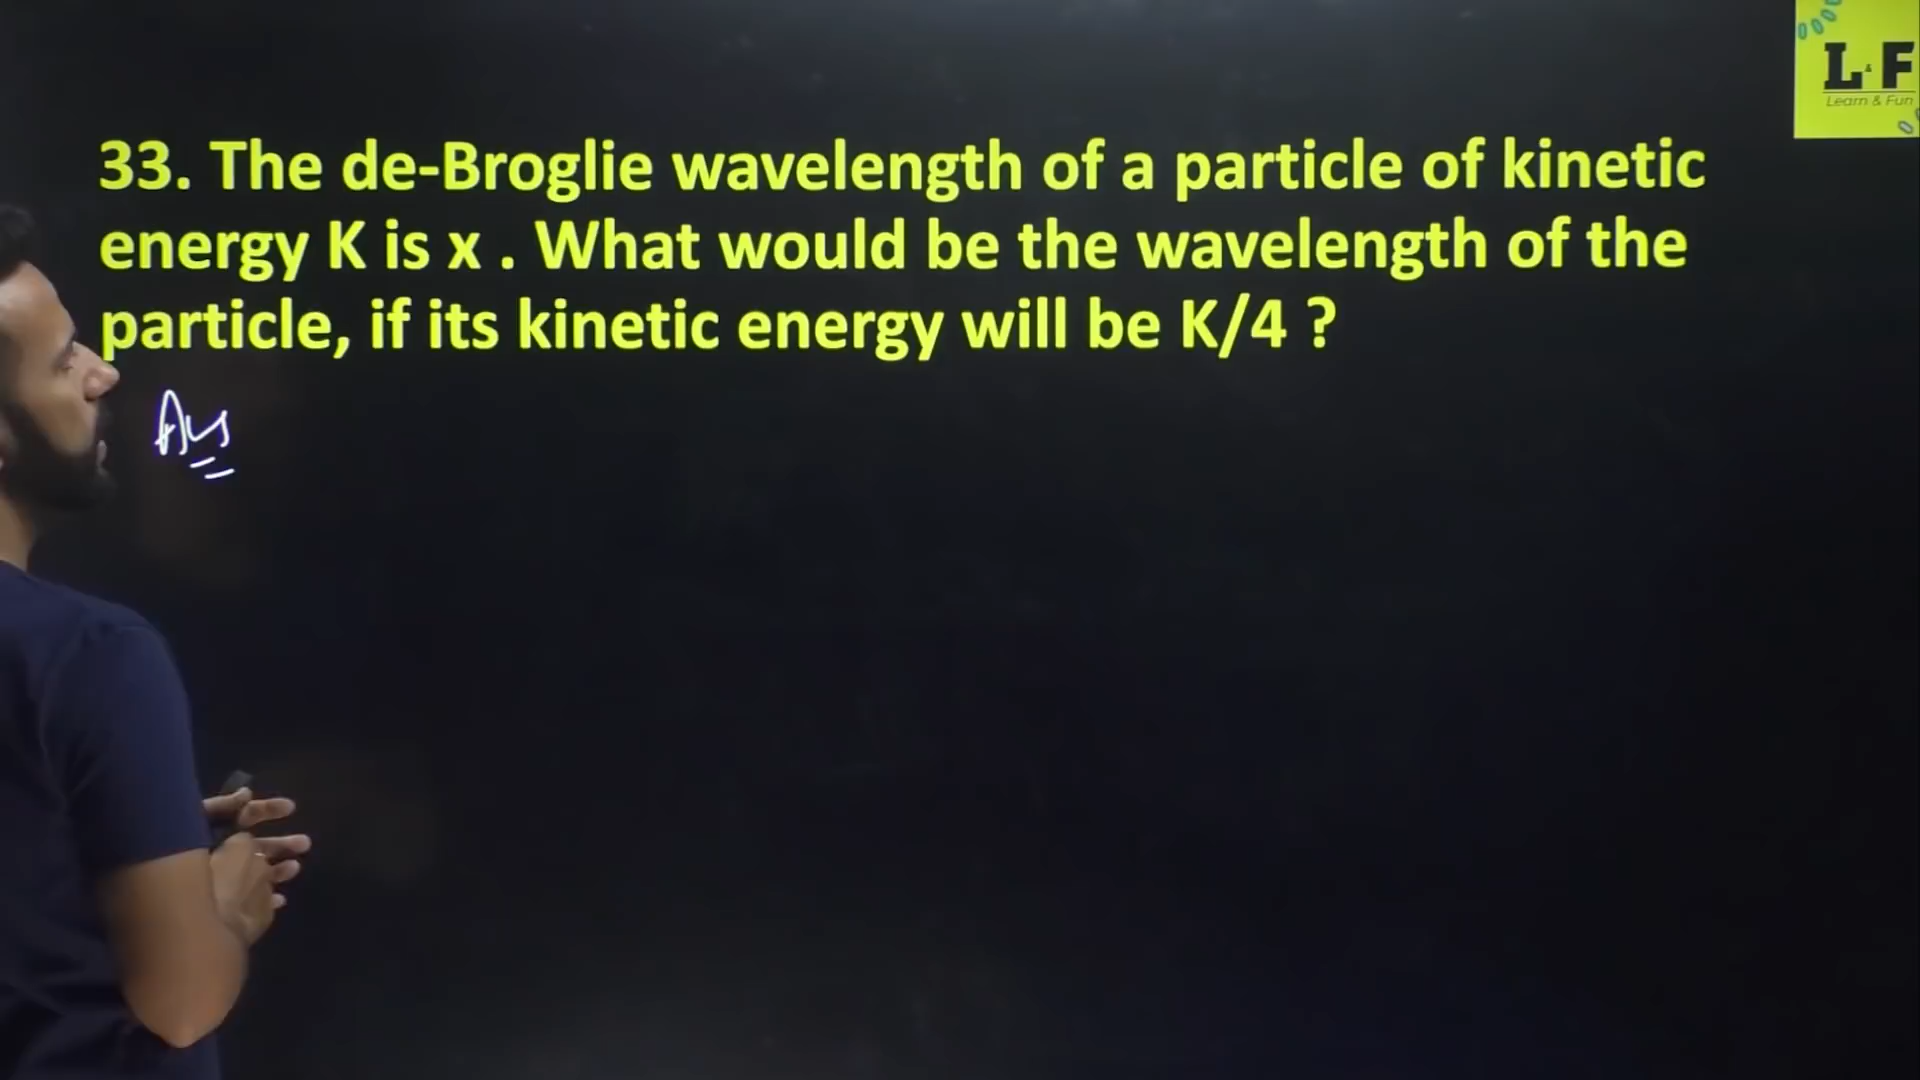 L&F
Learn & Fun
33. The de-Broglie wavelength of a particle of kinetic
energy K is x . What would be the wavelength of the
particle, if its kinetic energy will be K/4 ?
Ans